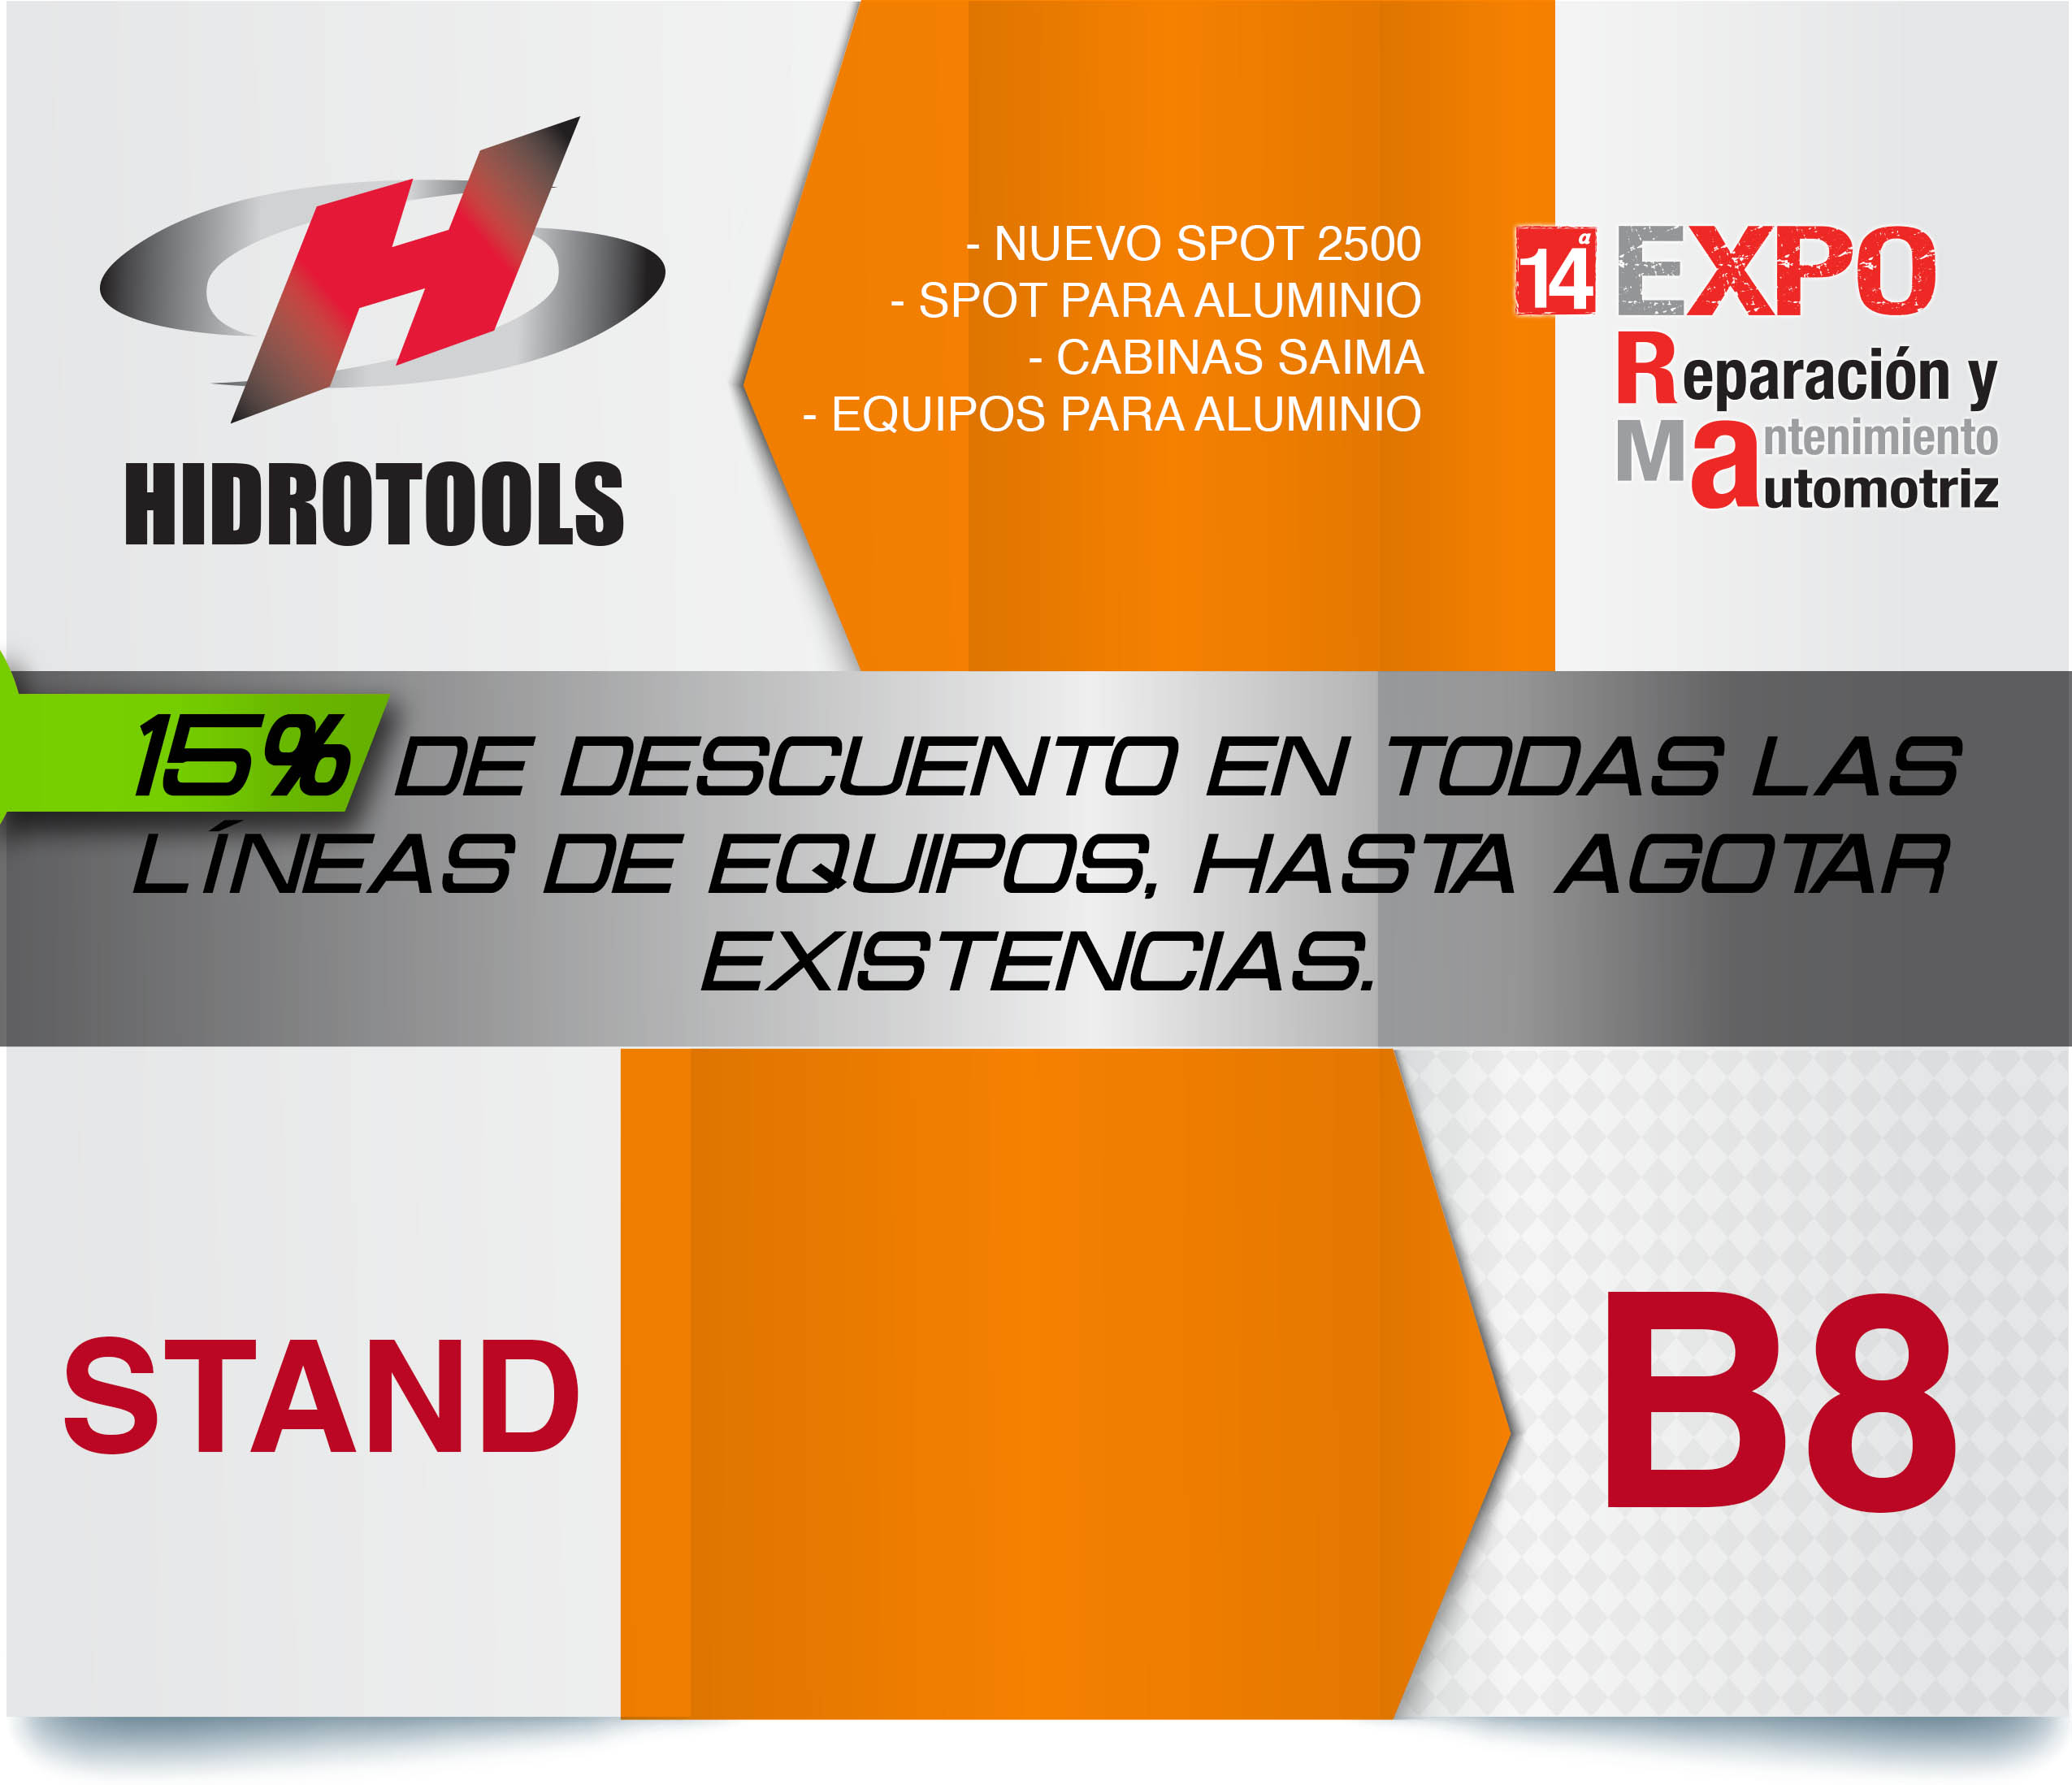 HIDROTOOLS
- NUEVO SPOT 2500
- SPOT PARA ALUMINIO
- CABINAS SAIMA
- EQUIPOS PARA ALUMINIO
14ª EXPO
Reparación y
Mantenimiento
automotriz
15% DE DESCUENTO EN TODAS LAS
LÍNEAS DE EQUIPOS, HASTA AGOTAR
EXISTENCIAS.
STAND
B8